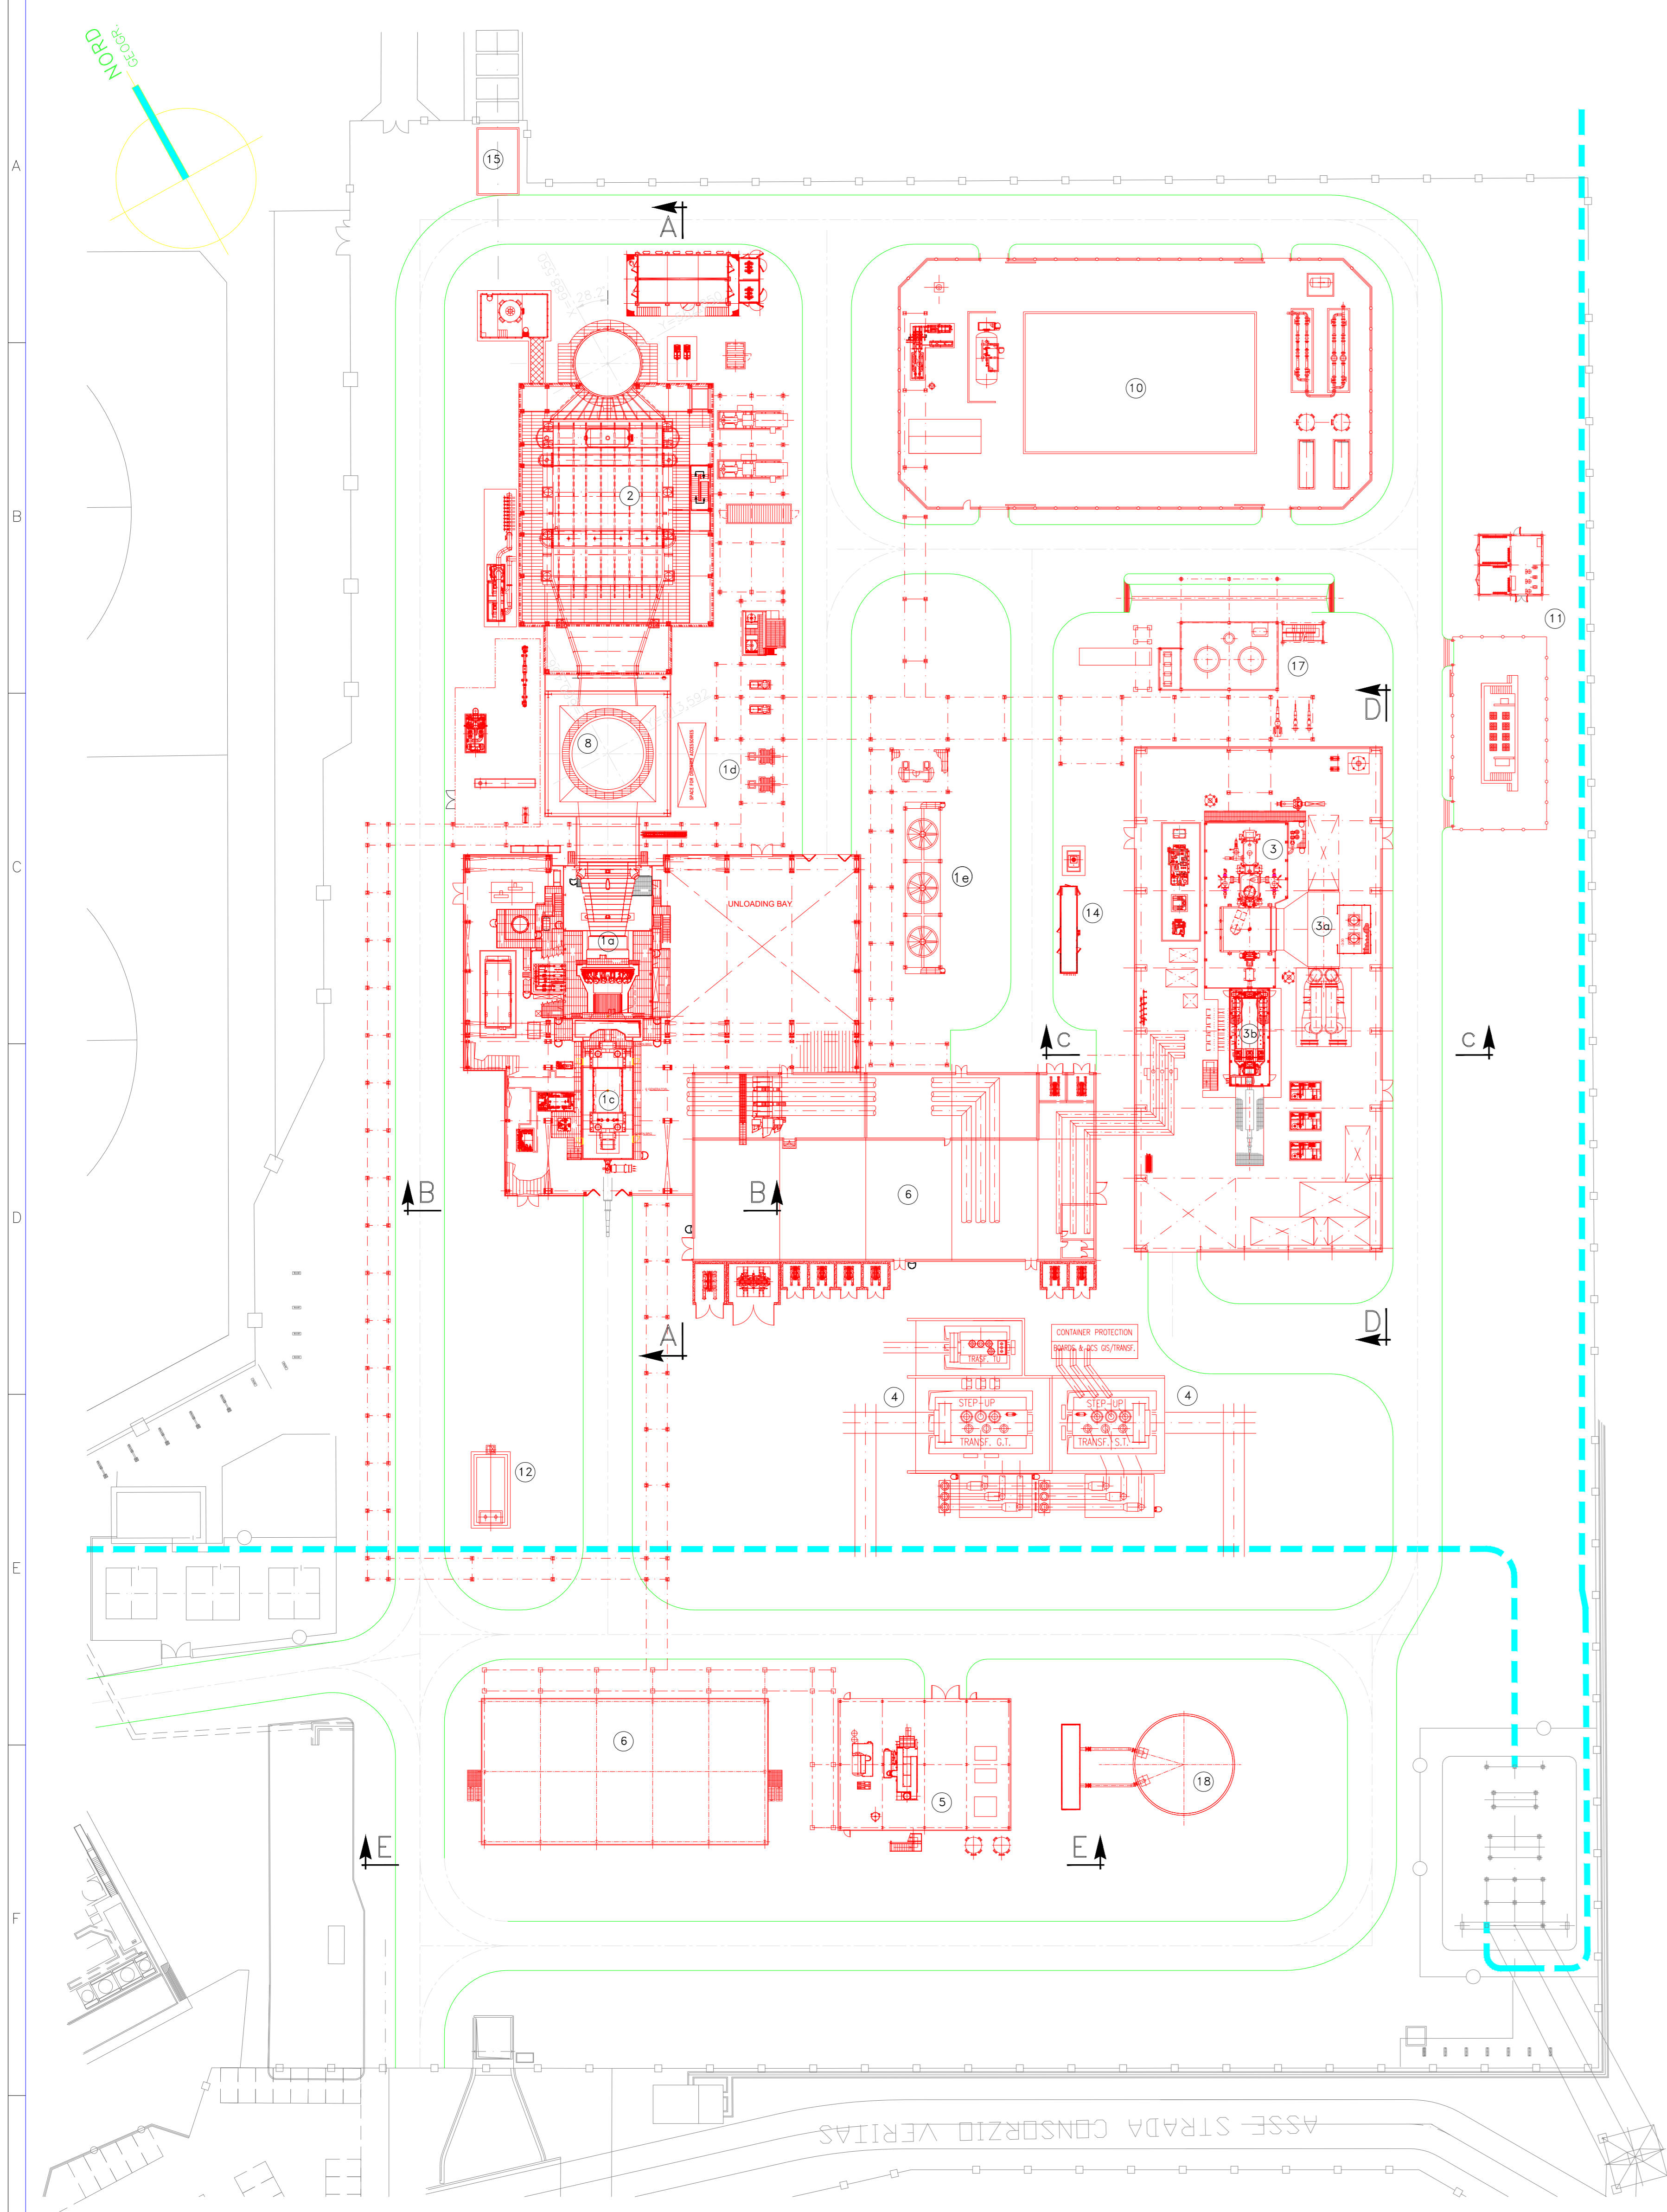 NORD
GEOGR.
A
15
A
10
2
B
11
17
D
8
SPACE FOR
1d
3
C
1e
UNLOADING BAY
14
3a
1a
3b
C
C
1c
B
B
6
D
A
D
CONTAINER PROTECTION
BOARDS & DCS GIS/TRANSF.
TRASF. TU
4
4
STEP-UP
STEP-UP
TRANSF. G.T.
TRANSF. S.T.
12
E
6
18
5
E
E
F
ASSE STRADA CONSORZIO VERITAS